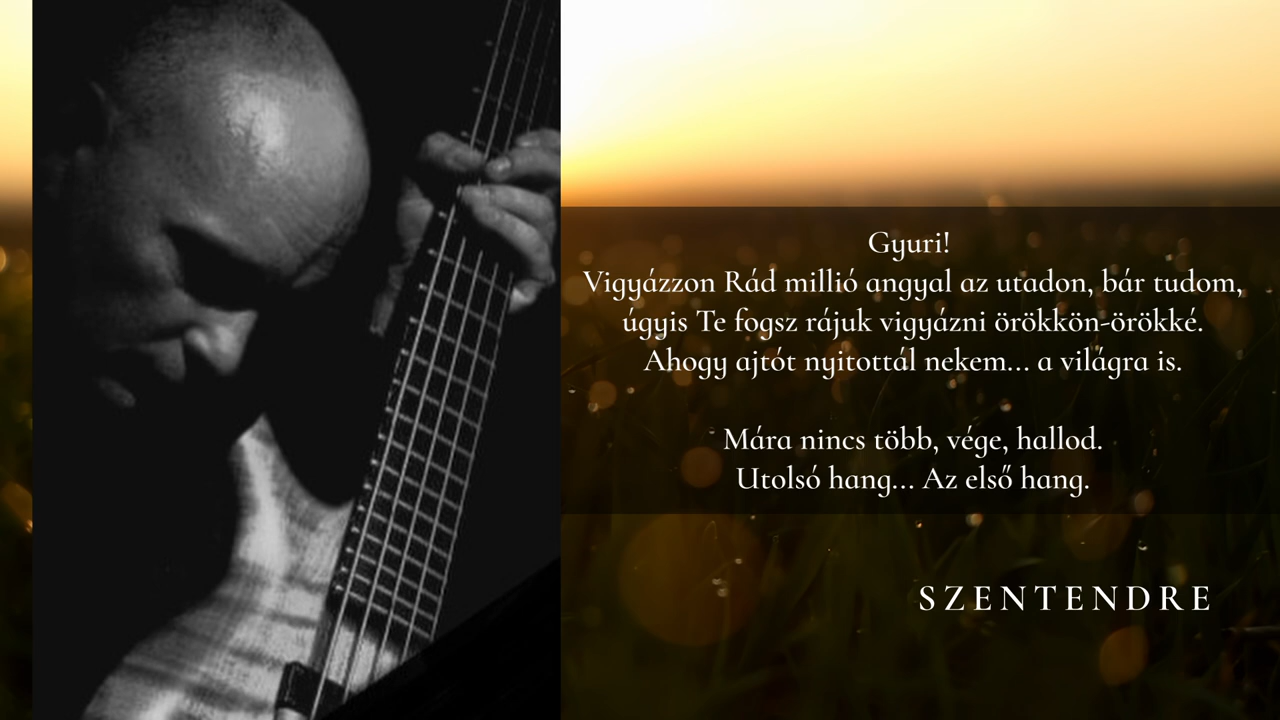 Gyuri!
Vigyázzon Rád millió angyal az utadon, bár tudom,
úgyis Te fogsz rájuk vigyázni örökkön-örökké.
Ahogy ajtót nyitottál nekem... a világra is.
Mára nincs több, vége, hallod.
Utolsó hang... Az első hang.
SZENTENDRE